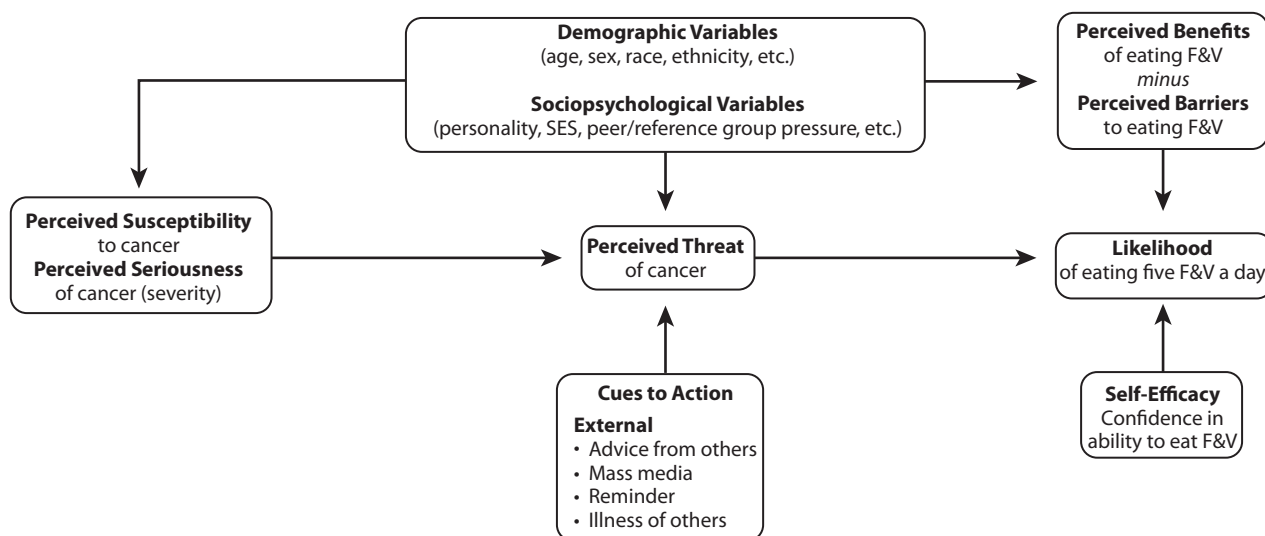 Demographic Variables
(age, sex, race, ethnicity, etc.)
Sociopsychological Variables
(personality, SES, peer/reference group pressure, etc.)
Perceived Benefits
of eating F&V
minus
Perceived Barriers
to eating F&V
Perceived Susceptibility
to cancer
Perceived Seriousness
of cancer (severity)
Perceived Threat
of cancer
Likelihood
of eating five F&V a day
Cues to Action
External
• Advice from others
• Mass media
• Reminder
• Illness of others
Self-Efficacy
Confidence in
ability to eat F&V